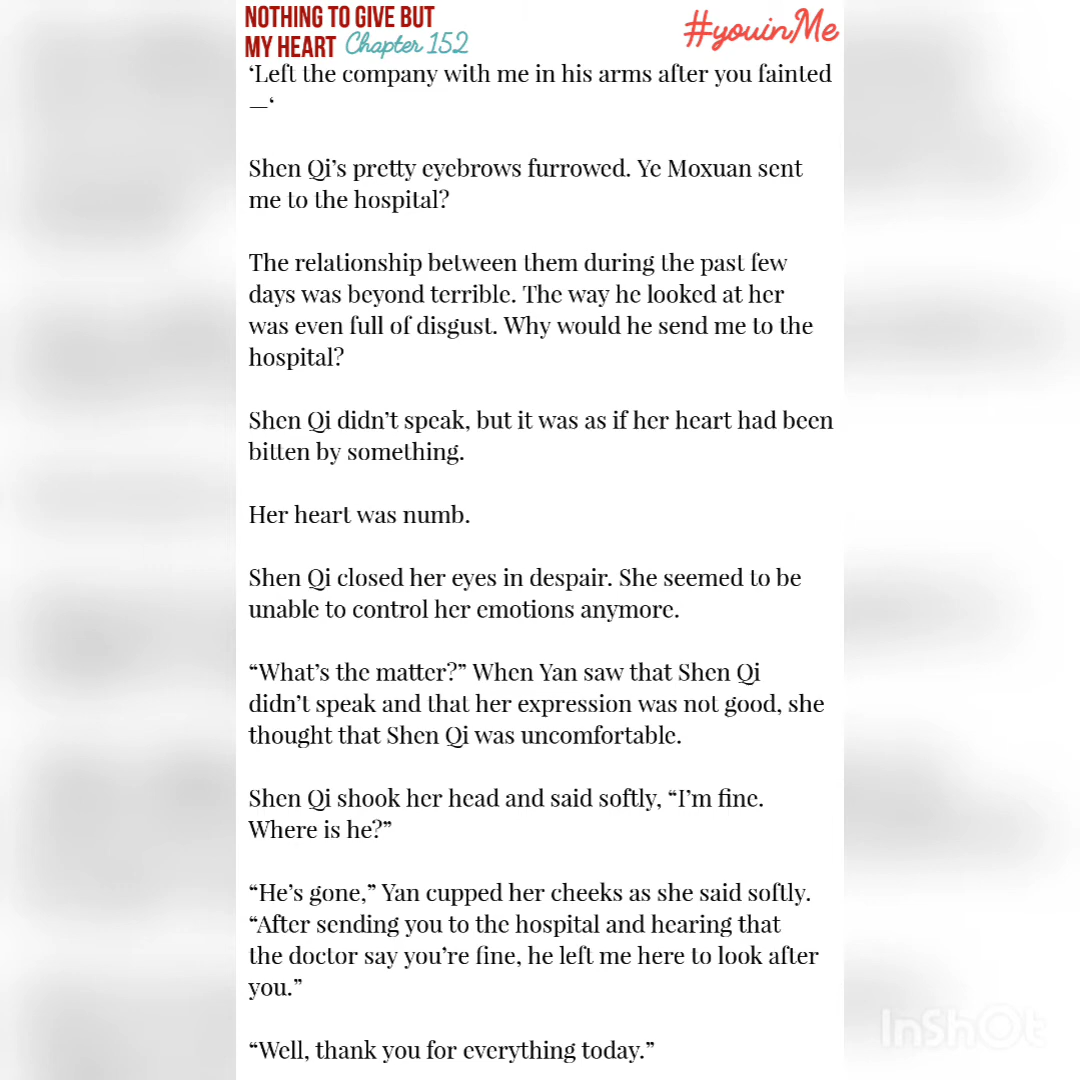 NOTHING TO GIVE BUT
MY HEART Chapter 152
#youinMe
‘Left the company with me in his arms after you fainted
—‘
Shen Qi’s pretty eyebrows furrowed. Ye Moxuan sent
me to the hospital?
The relationship between them during the past few
days was beyond terrible. The way he looked at her
was even full of disgust. Why would he send me to the
hospital?
Shen Qi didn’t speak, but it was as if her heart had been
bitten by something.
Her heart was numb.
Shen Qi closed her eyes in despair. She seemed to be
unable to control her emotions anymore.
“What’s the matter?” When Yan saw that Shen Qi
didn’t speak and that her expression was not good, she
thought that Shen Qi was uncomfortable.
Shen Qi shook her head and said softly, “I’m fine.
Where is he?”
“He’s gone,” Yan cupped her cheeks as she said softly.
“After sending you to the hospital and hearing that
the doctor say you’re fine, he left me here to look after
you.”
“Well, thank you for everything today.”
InShOt